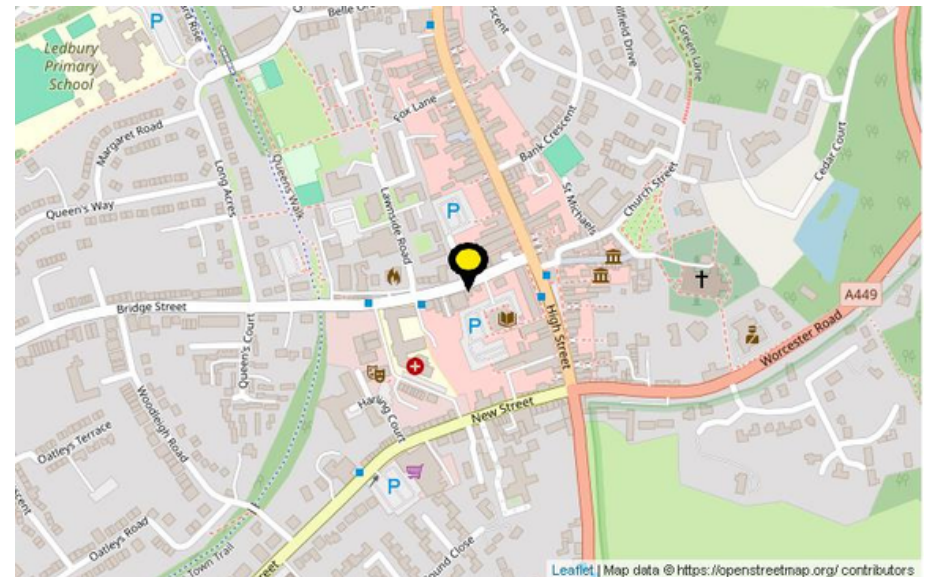 Belle Or
Ledbury
Primary
School
P
Fox Lane
Margaret Road
Long Acres
Queens Walk
Queen's Way
Lawnside Road
P
Bank Crescent
St Michaels
Church Street
Green Lane
Cedar Court
Bridge Street
P
High Street
A449
Worcester Road
Queen's Court
Woodleigh Road
Harling Court
New Street
Oatleys Terrace
P
Oatleys Road
Town Trail
Leaflet | Map data © https://openstreetmap.org/ contributors